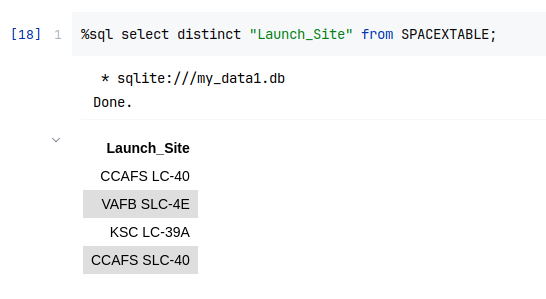 [18] 1 %sql select distinct "Launch_Site" from SPACEXTABLE;
* sqlite:///my_data1.db
Done.
Launch_Site
CCAFS LC-40
VAFB SLC-4E
KSC LC-39A
CCAFS SLC-40